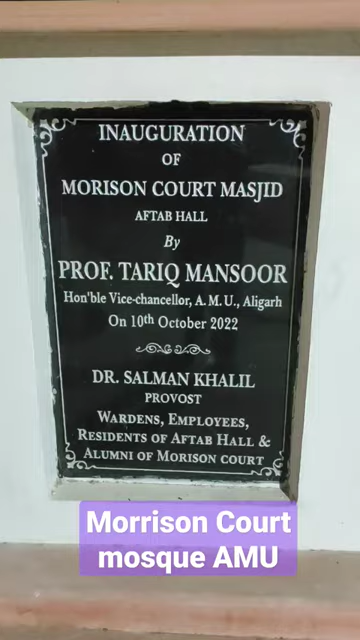 INAUGURATION
OF
MORISON COURT MASJID
AFTAB HALL
By
PROF. TARIQ MANSOOR
Hon'ble Vice-chancellor, A. M. U., Aligarh
On 10th October 2022
DR. SALMAN KHALIL
PROVOST
WARDENS, EMPLOYEES,
RESIDENTS OF AFTAB HALL &
ALUMNI OF MORISON COURT
Morrison Court
mosque AMU